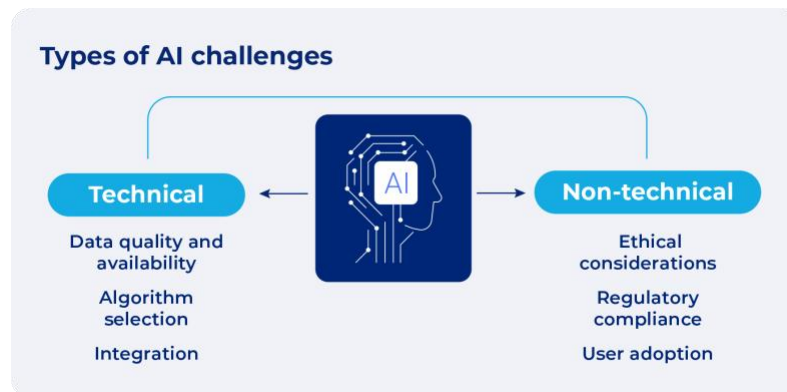 Types of AI challenges
Technical
AI
Non-technical
Data quality and
availability
Algorithm
selection
Integration
Ethical
considerations
Regulatory
compliance
User adoption